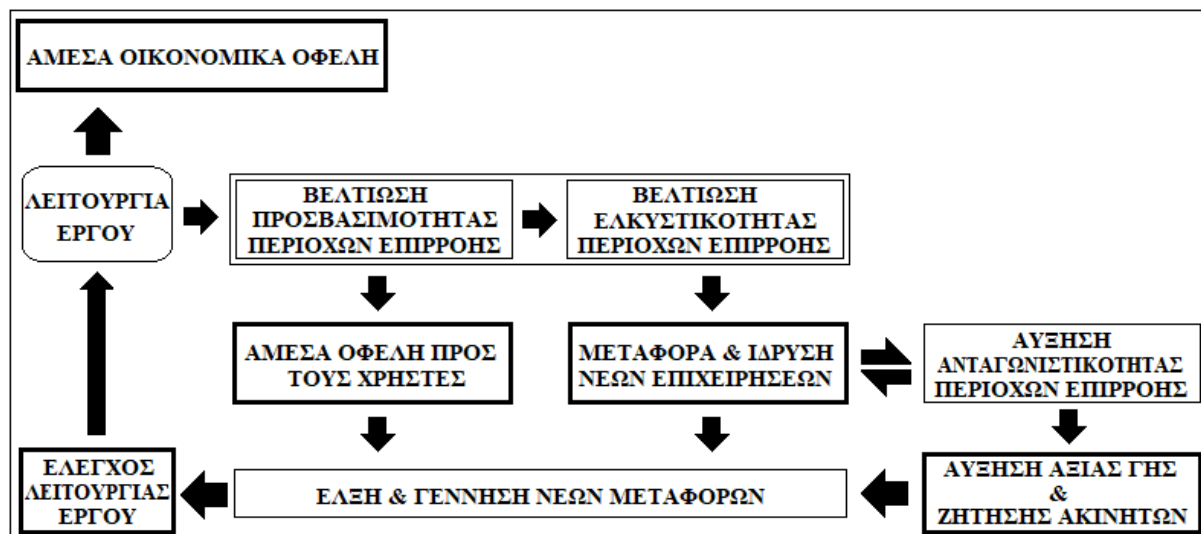 ΑΜΕΣΑ ΟΙΚΟΝΟΜΙΚΑ ΟΦΕΛΗ
ΛΕΙΤΟΥΡΓΙΑ
ΕΡΓΟΥ
ΒΕΛΤΙΩΣΗ
ΠΡΟΣΒΑΣΙΜΟΤΗΤΑΣ
ΠΕΡΙΟΧΩΝ ΕΠΙΡΡΟΗΣ
ΒΕΛΤΙΩΣΗ
ΕΛΚΥΣΤΙΚΟΤΗΤΑΣ
ΠΕΡΙΟΧΩΝ ΕΠΙΡΡΟΗΣ
ΑΜΕΣΑ ΟΦΕΛΗ ΠΡΟΣ
ΤΟΥΣ ΧΡΗΣΤΕΣ
ΜΕΤΑΦΟΡΑ & ΙΔΡΥΣΗ
ΝΕΩΝ ΕΠΙΧΕΙΡΗΣΕΩΝ
ΑΥΞΗΣΗ
ΑΝΤΑΓΩΝΙΣΤΙΚΟΤΗΤΑΣ
ΠΕΡΙΟΧΩΝ ΕΠΙΡΡΟΗΣ
ΕΛΕΓΧΟΣ
ΛΕΙΤΟΥΡΓΙΑΣ
ΕΡΓΟΥ
ΕΛΞΗ & ΓΕΝΝΗΣΗ ΝΕΩΝ ΜΕΤΑΦΟΡΩΝ
ΑΥΞΗΣΗ ΑΞΙΑΣ ΓΗΣ
&
ΖΗΤΗΣΗΣ ΑΚΙΝΗΤΩΝ